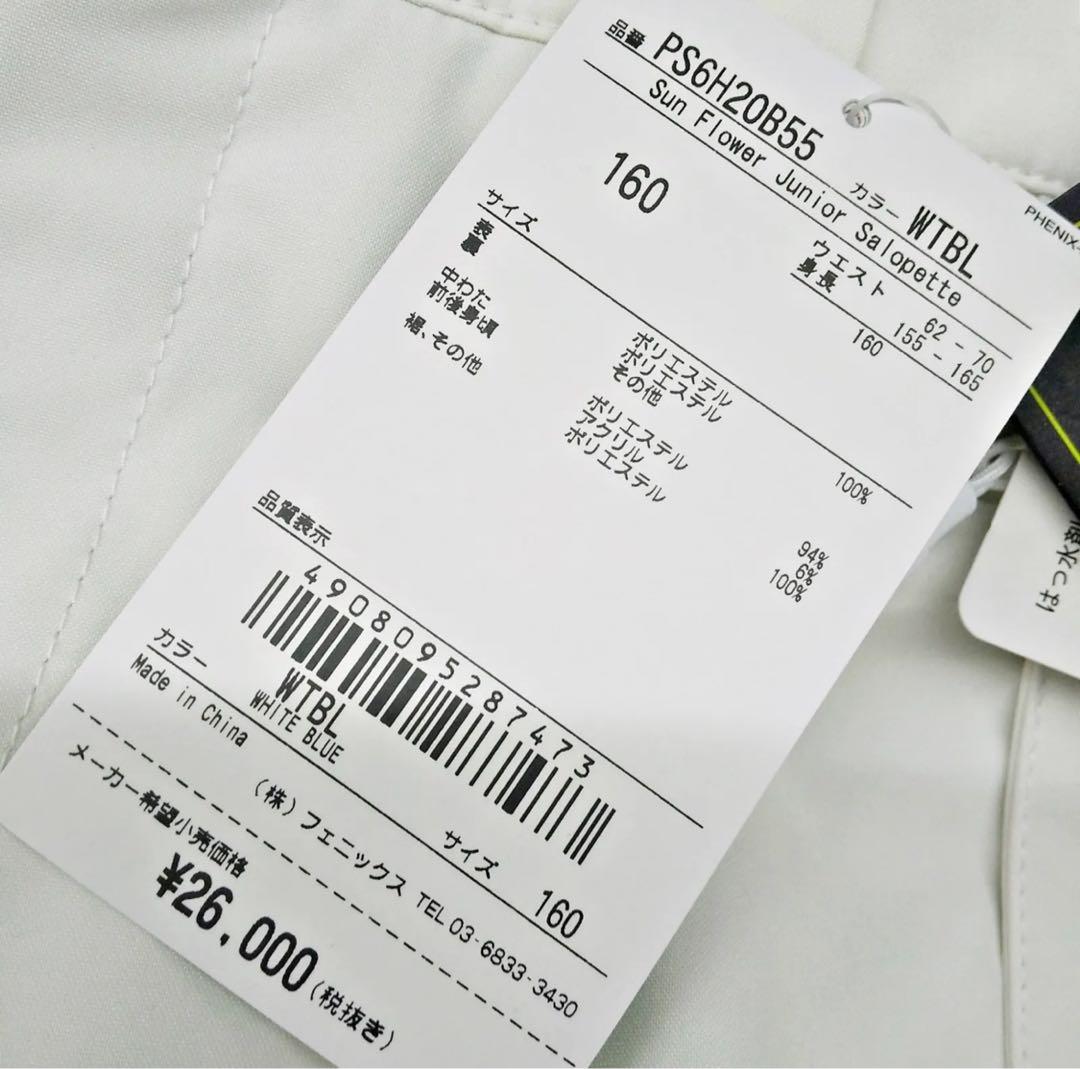 品番 PS6H20B55 カラー WTBL
Sun Flower Junior Salopette
160
ウエスト 62 - 70
身長 155 - 165
サイズ 160
表 ポリエステル 100%
裏 ポリエステル
その他
中わた ポリエステル 94%
前後身頃 アクリル 6%
裾、その他 ポリエステル 100%
品質表示
4908095287473
カラー WTBL
WHITE BLUE
サイズ 160
Made in China
(株)フェニックス TEL 03-6833-3430
メーカー希望小売価格
¥26,000(税抜き)
PHENIX-
はっ水剤